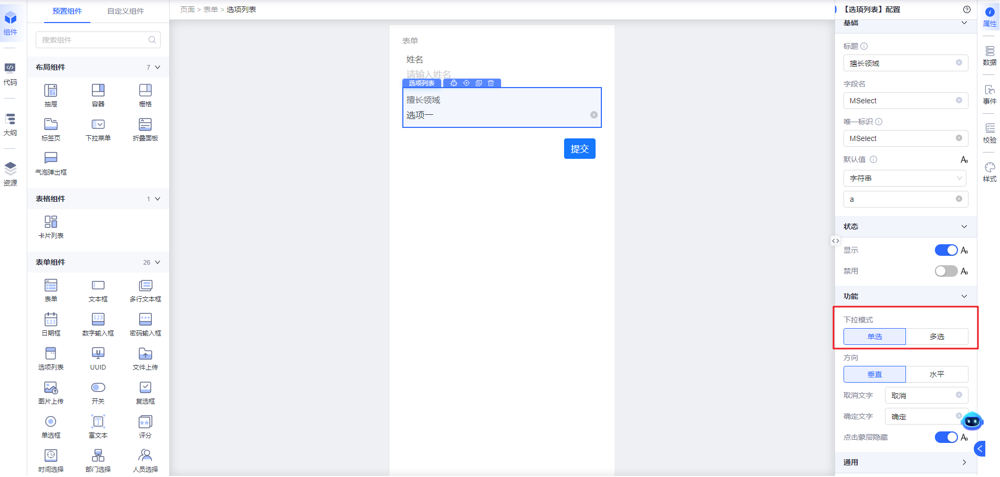 组件
代码
大纲
资源
预置组件
自定义组件
搜索组件
布局组件 7
抽屉
容器
栅格
标签页
下拉菜单
折叠面板
气泡弹出框
表格组件 1
卡片列表
表单组件 26
表单
文本框
多行文本框
123
123
日期框
数字输入框
密码输入框
选项列表
U
UUID
文件上传
图片上传
开关
复选框
单选框
T
富文本
评分
时间选择
部门选择
人员选择
页面 > 表单 > 选项列表
表单
姓名
请输入姓名
选项列表
擅长领域
选项一
提交
【选项列表】配置
基础
标题
擅长领域
字段名
MSelect
唯一标识
MSelect
默认值
字符串
a
状态
显示
禁用
功能
下拉模式
单选 多选
方向
垂直 水平
取消文字 取消
确定文字 确定
点击蒙层隐藏
通用
属性
数据
事件
校验
样式